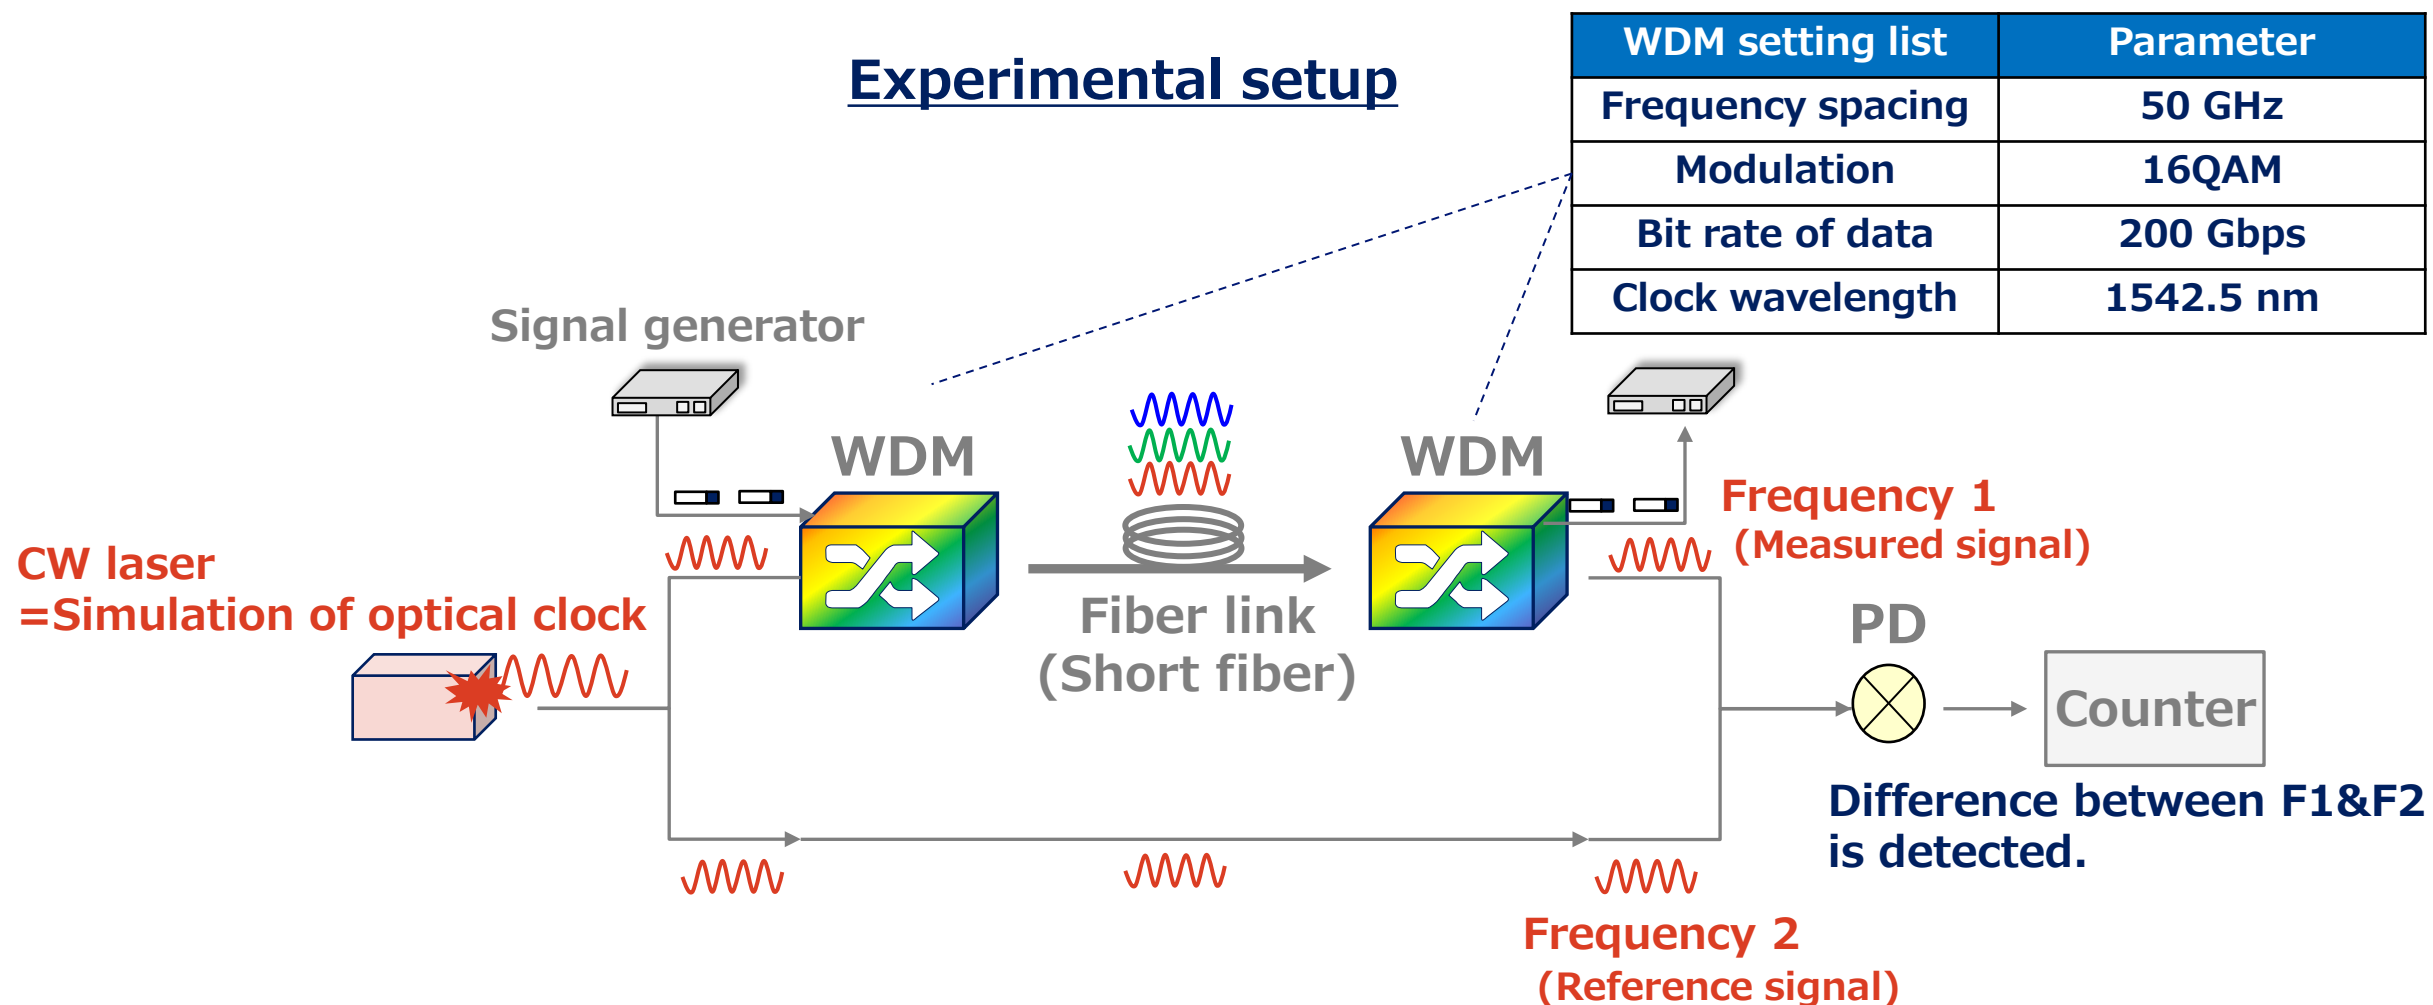 Experimental setup
WDM setting list Parameter
Frequency spacing 50 GHz
Modulation 16QAM
Bit rate of data 200 Gbps
Clock wavelength 1542.5 nm
Signal generator
WDM
WDM
Frequency 1
(Measured signal)
CW laser
=Simulation of optical clock
Fiber link
(Short fiber)
PD
Counter
Difference between F1&F2
is detected.
Frequency 2
(Reference signal)